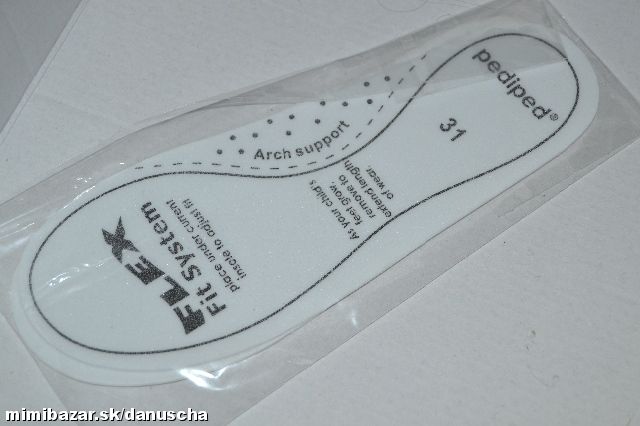 pediped®
31
Arch support
As your child's
feet grow,
remove to
extend length
of wear.
FLEX
Fit System
place under current
insole to adjust fit
mimibazar.sk/danuscha